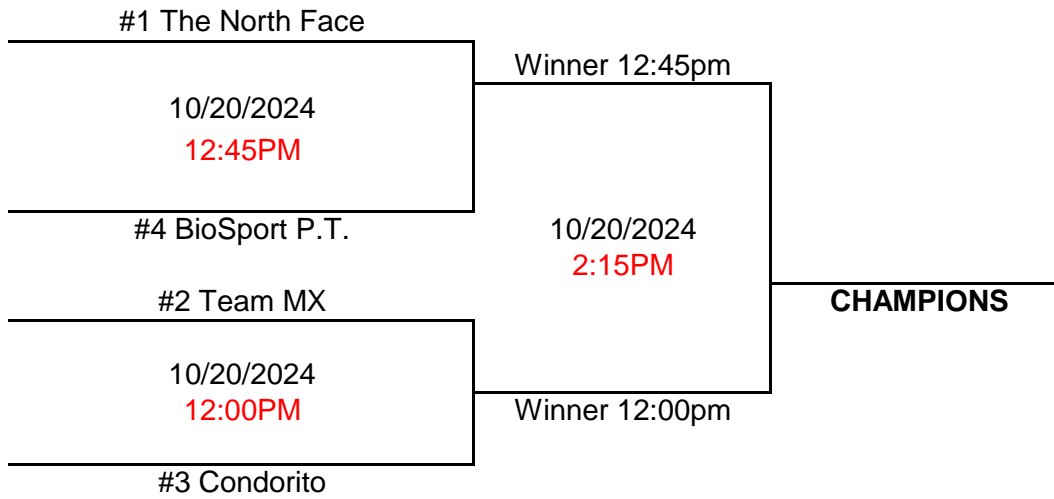 #1 The North Face
Winner 12:45pm
10/20/2024
12:45PM
#4 BioSport P.T.
10/20/2024
2:15PM
#2 Team MX
CHAMPIONS
10/20/2024
12:00PM
Winner 12:00pm
#3 Condorito